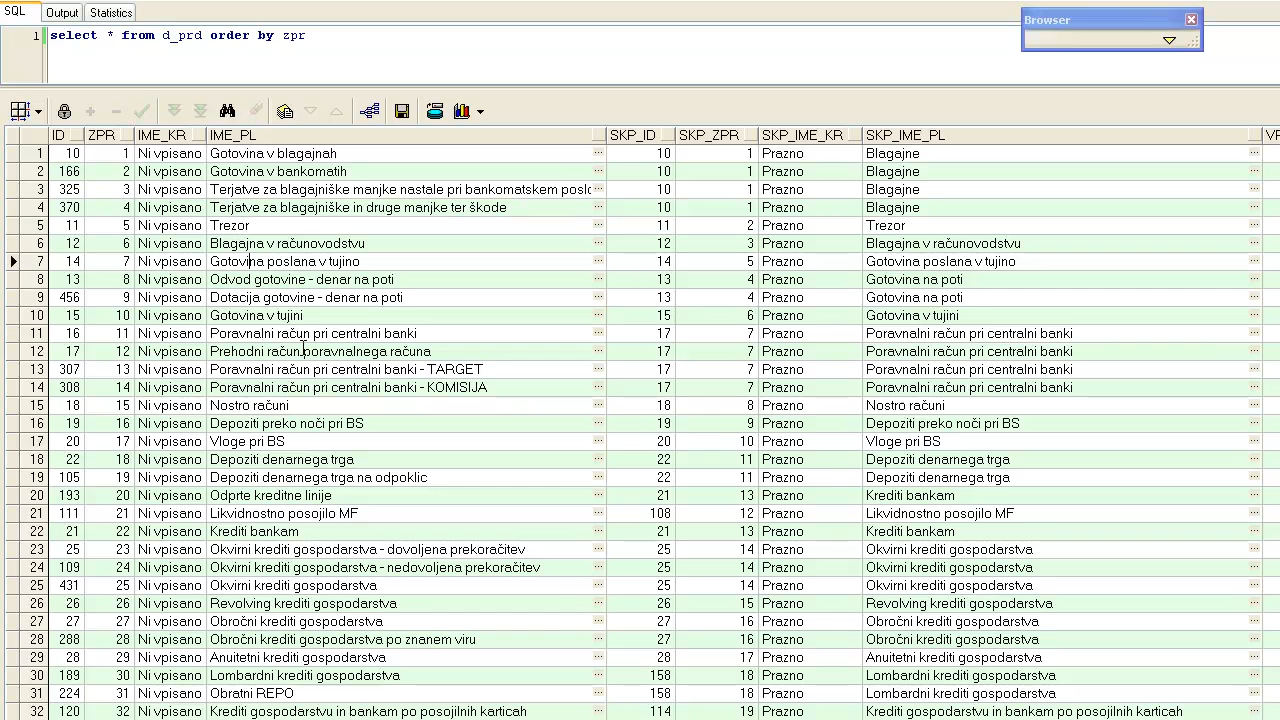 SQL Output Statistics
Browser
1 select * from d_prd order by zpr
ID ZPR IME_KR IME_PL SKP_ID SKP_ZPR SKP_IME_KR SKP_IME_PL VP
1 10 1 Ni vpisano Gotovina v blagajnah ... 10 1 Prazno Blagajne ...
2 166 2 Ni vpisano Gotovina v bankomatih ... 10 1 Prazno Blagajne ...
3 325 3 Ni vpisano Terjatve za blagajniške manjke nastale pri bankomatskem poslo ... 10 1 Prazno Blagajne ...
4 370 4 Ni vpisano Terjatve za blagajniške in druge manjke ter škode ... 10 1 Prazno Blagajne ...
5 11 5 Ni vpisano Trezor ... 11 2 Prazno Trezor ...
6 12 6 Ni vpisano Blagajna v računovodstvu ... 12 3 Prazno Blagajna v računovodstvu ...
7 14 7 Ni vpisano Gotovina poslana v tujino ... 14 5 Prazno Gotovina poslana v tujino ...
8 13 8 Ni vpisano Odvod gotovine - denar na poti ... 13 4 Prazno Gotovina na poti ...
9 456 9 Ni vpisano Dotacija gotovine - denar na poti ... 13 4 Prazno Gotovina na poti ...
10 15 10 Ni vpisano Gotovina v tujini ... 15 6 Prazno Gotovina v tujini ...
11 16 11 Ni vpisano Poravnalni račun pri centralni banki ... 17 7 Prazno Poravnalni račun pri centralni banki ...
12 17 12 Ni vpisano Prehodni račun poravnalnega računa ... 17 7 Prazno Poravnalni račun pri centralni banki ...
13 307 13 Ni vpisano Poravnalni račun pri centralni banki - TARGET ... 17 7 Prazno Poravnalni račun pri centralni banki ...
14 308 14 Ni vpisano Poravnalni račun pri centralni banki - KOMISIJA ... 17 7 Prazno Poravnalni račun pri centralni banki ...
15 18 15 Ni vpisano Nostro računi ... 18 8 Prazno Nostro računi ...
16 19 16 Ni vpisano Depoziti preko noči pri BS ... 19 9 Prazno Depoziti preko noči pri BS ...
17 20 17 Ni vpisano Vloge pri BS ... 20 10 Prazno Vloge pri BS ...
18 22 18 Ni vpisano Depoziti denarnega trga ... 22 11 Prazno Depoziti denarnega trga ...
19 105 19 Ni vpisano Depoziti denarnega trga na odpoklic ... 22 11 Prazno Depoziti denarnega trga ...
20 193 20 Ni vpisano Odprte kreditne linije ... 21 13 Prazno Krediti bankam ...
21 111 21 Ni vpisano Likvidnostno posojilo MF ... 108 12 Prazno Likvidnostno posojilo MF ...
22 21 22 Ni vpisano Krediti bankam ... 21 13 Prazno Krediti bankam ...
23 25 23 Ni vpisano Okvirni krediti gospodarstva - dovoljena prekoračitev ... 25 14 Prazno Okvirni krediti gospodarstva ...
24 109 24 Ni vpisano Okvirni krediti gospodarstva - nedovoljena prekoračitev ... 25 14 Prazno Okvirni krediti gospodarstva ...
25 431 25 Ni vpisano Okvirni krediti gospodarstva ... 25 14 Prazno Okvirni krediti gospodarstva ...
26 26 26 Ni vpisano Revolving krediti gospodarstva ... 26 15 Prazno Revolving krediti gospodarstva ...
27 27 27 Ni vpisano Obročni krediti gospodarstva ... 27 16 Prazno Obročni krediti gospodarstva ...
28 288 28 Ni vpisano Obročni krediti gospodarstva po znanem viru ... 27 16 Prazno Obročni krediti gospodarstva ...
29 28 29 Ni vpisano Anuitetni krediti gospodarstva ... 28 17 Prazno Anuitetni krediti gospodarstva ...
30 189 30 Ni vpisano Lombardni krediti gospodarstva ... 158 18 Prazno Lombardni krediti gospodarstva ...
31 224 31 Ni vpisano Obratni REPO ... 158 18 Prazno Lombardni krediti gospodarstva ...
32 120 32 Ni vpisano Krediti gospodarstvu in bankam po posojilnih karticah ... 114 19 Prazno Krediti gospodarstvu in bankam po posojilnih karticah ...